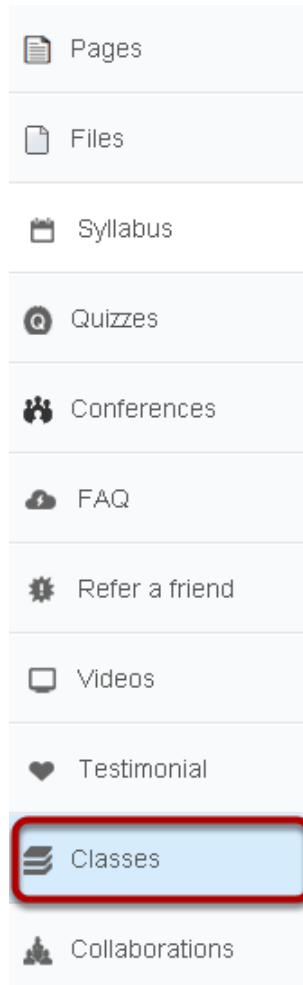 Pages
Files
Syllabus
Quizzes
Conferences
FAQ
Refer a friend
Videos
Testimonial
Classes
Collaborations